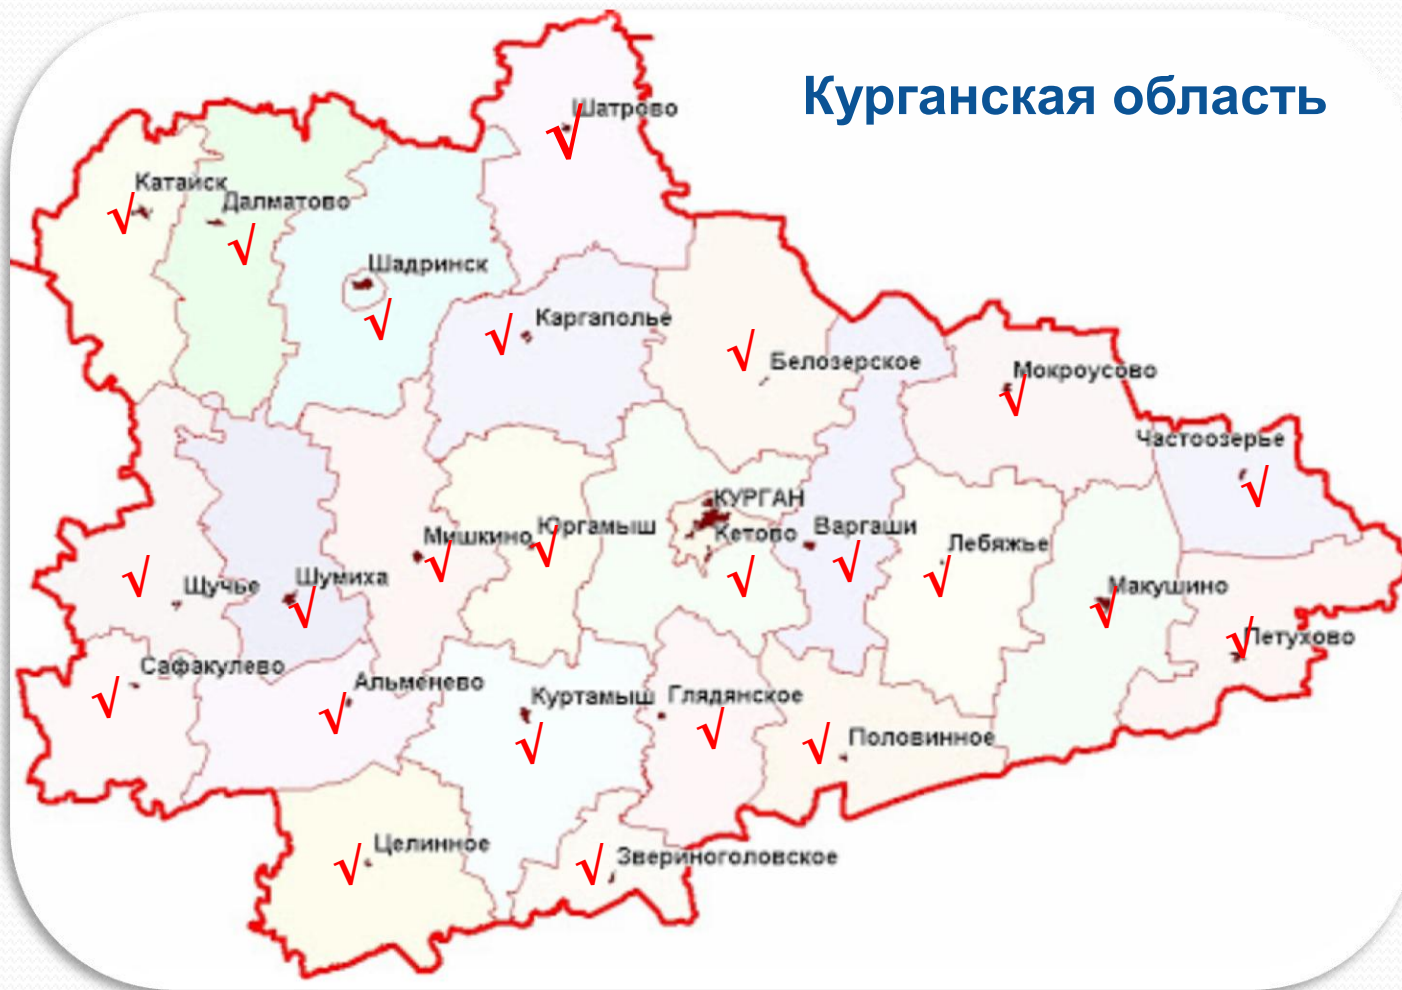 Курганская область
Шатрово
Катайск
Далматово
Шадринск
Каргаполье
Белозерское
Мокроусово
Частоозерье
КУРГАН
Кетово
Варгаши
Лебяжье
Мишкино
Юргамыш
Щучье
Шумиха
Макушино
Петухово
Сафакулево
Альменево
Куртамыш
Глядянское
Половинное
Целинное
Звериноголовское